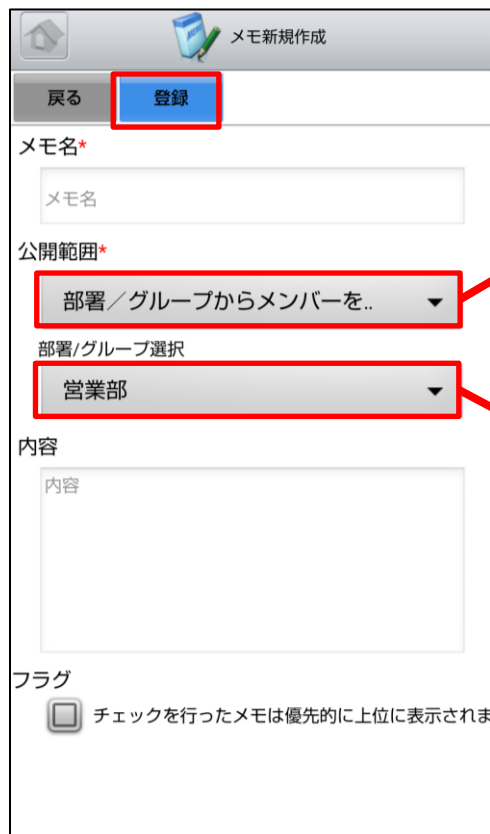 メモ新規作成
戻る 登録
メモ名*
メモ名
公開範囲*
部署／グループからメンバーを..
部署/グループ選択
営業部
内容
内容
フラグ
チェックを行ったメモは優先的に上位に表示されま